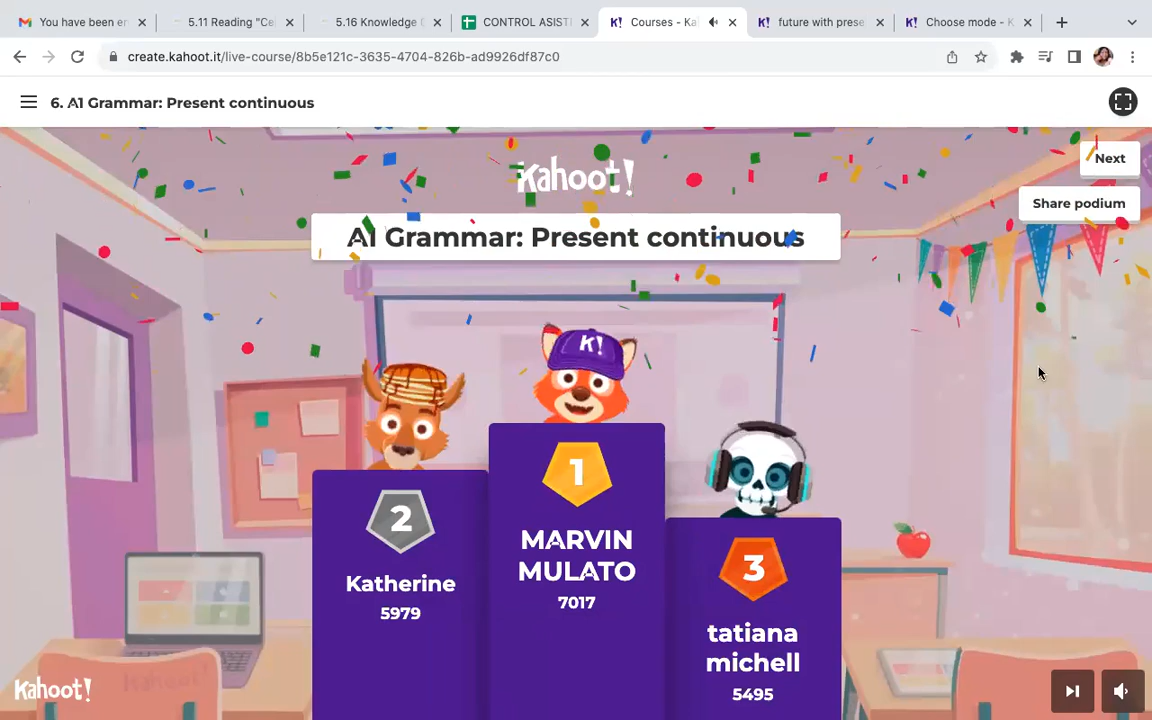 You have been en
5.11 Reading "Ce
5.16 Knowledge C
CONTROL ASIST
K! Courses - Ka
K! future with prese
K! Choose mode - K
create.kahoot.it/live-course/8b5e121c-3635-4704-826b-ad9926df87c0
6. A1 Grammar: Present continuous
Next
Kahoot!
Share podium
A1 Grammar: Present continuous
K!
1
2
MARVIN
MULATO
7017
3
Katherine
5979
tatiana
michell
5495
Kahoot!